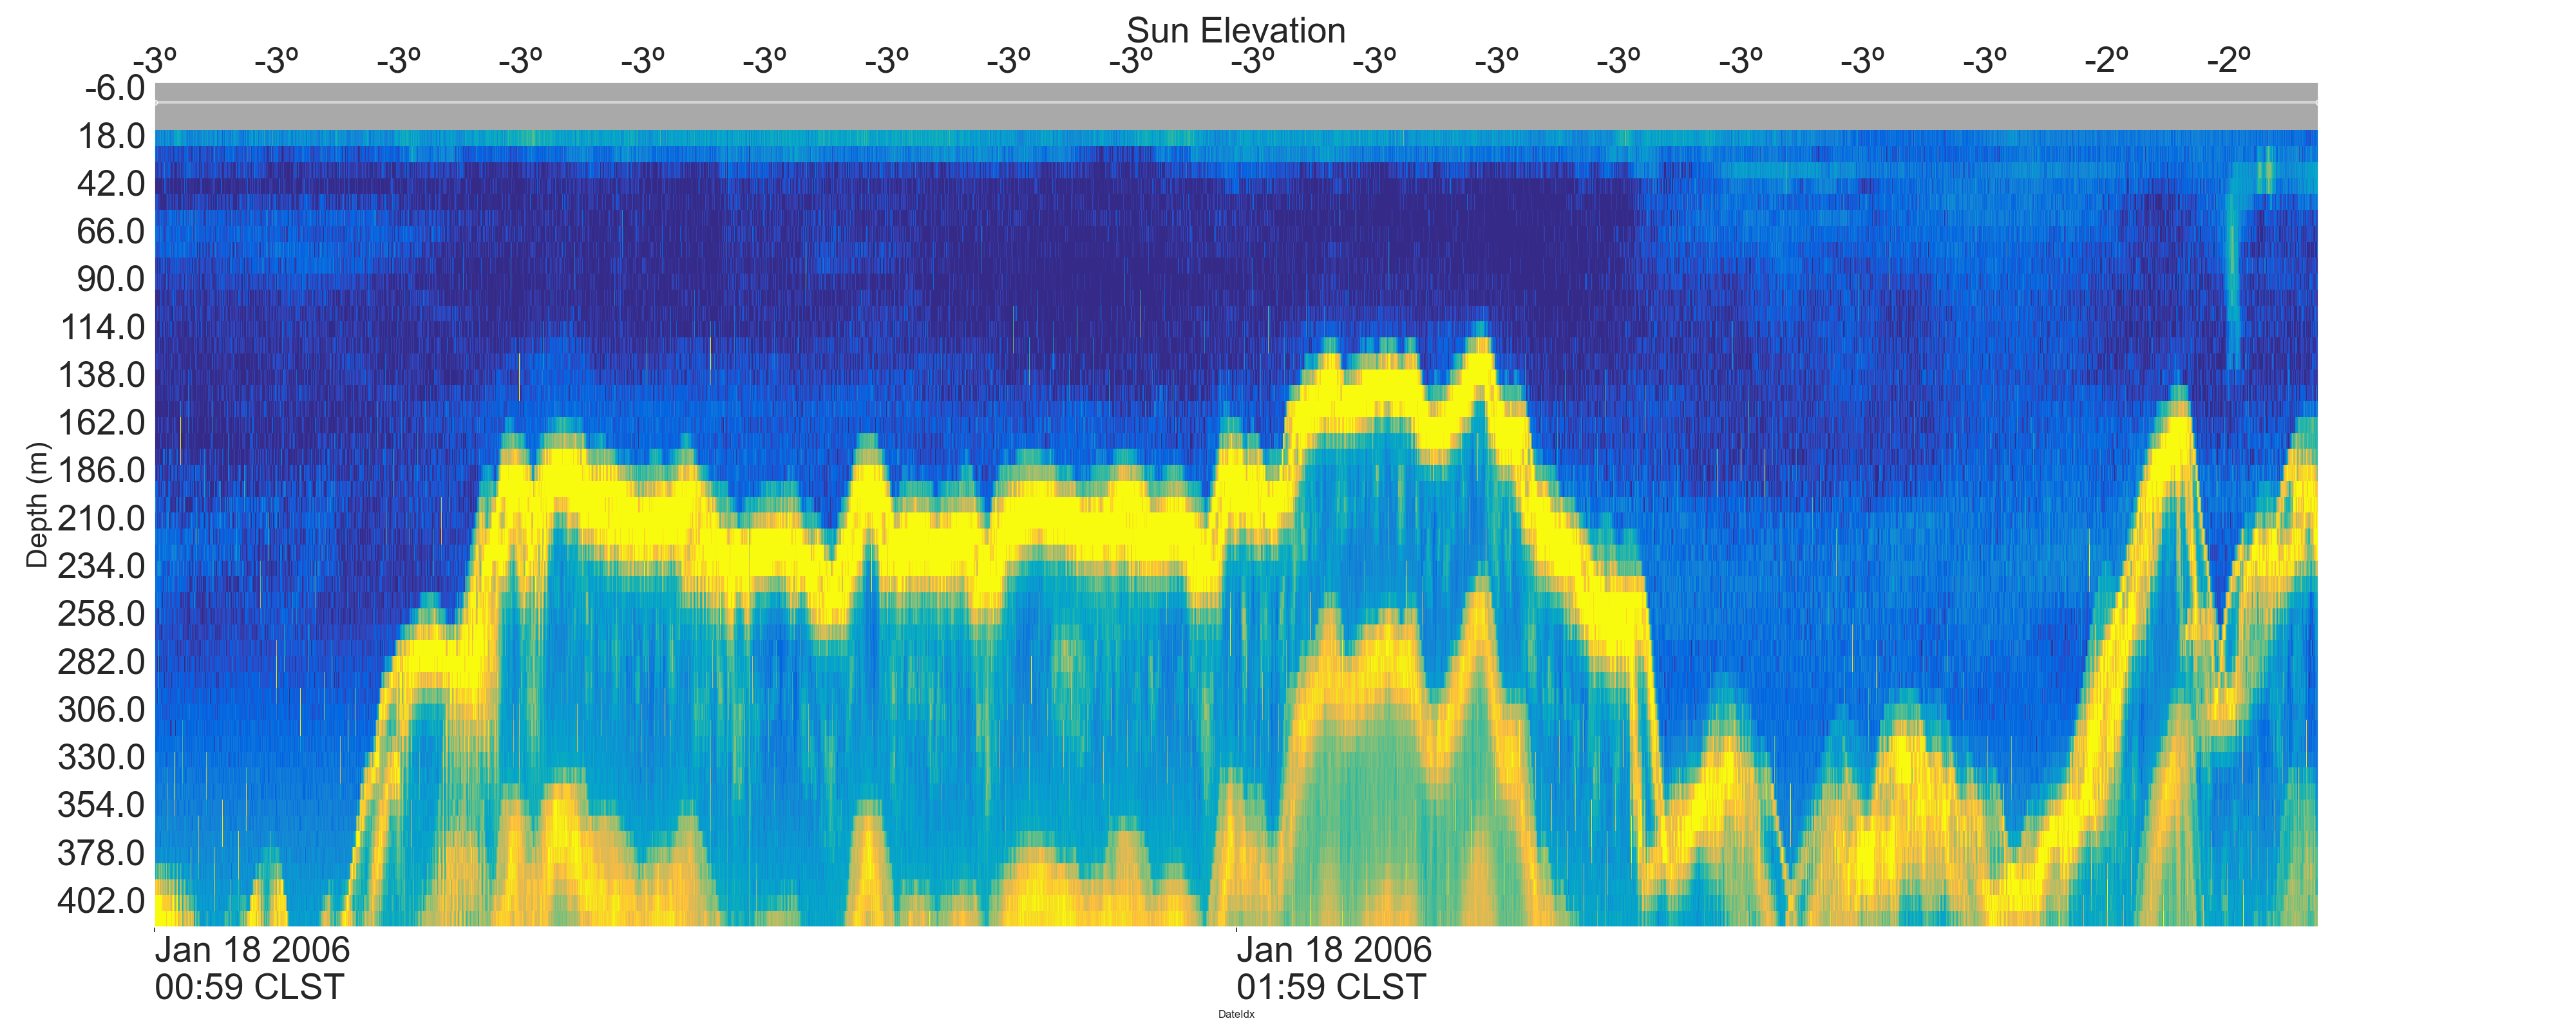 Sun Elevation
-3º -3º -3º -3º -3º -3º -3º -3º -3º -3º -3º -3º -3º -3º -3º -3º -2º -2º
-6.0
18.0
42.0
66.0
90.0
114.0
138.0
162.0
186.0
210.0
234.0
258.0
282.0
306.0
330.0
354.0
378.0
402.0
Depth (m)
Jan 18 2006
00:59 CLST
Jan 18 2006
01:59 CLST
DateIdx